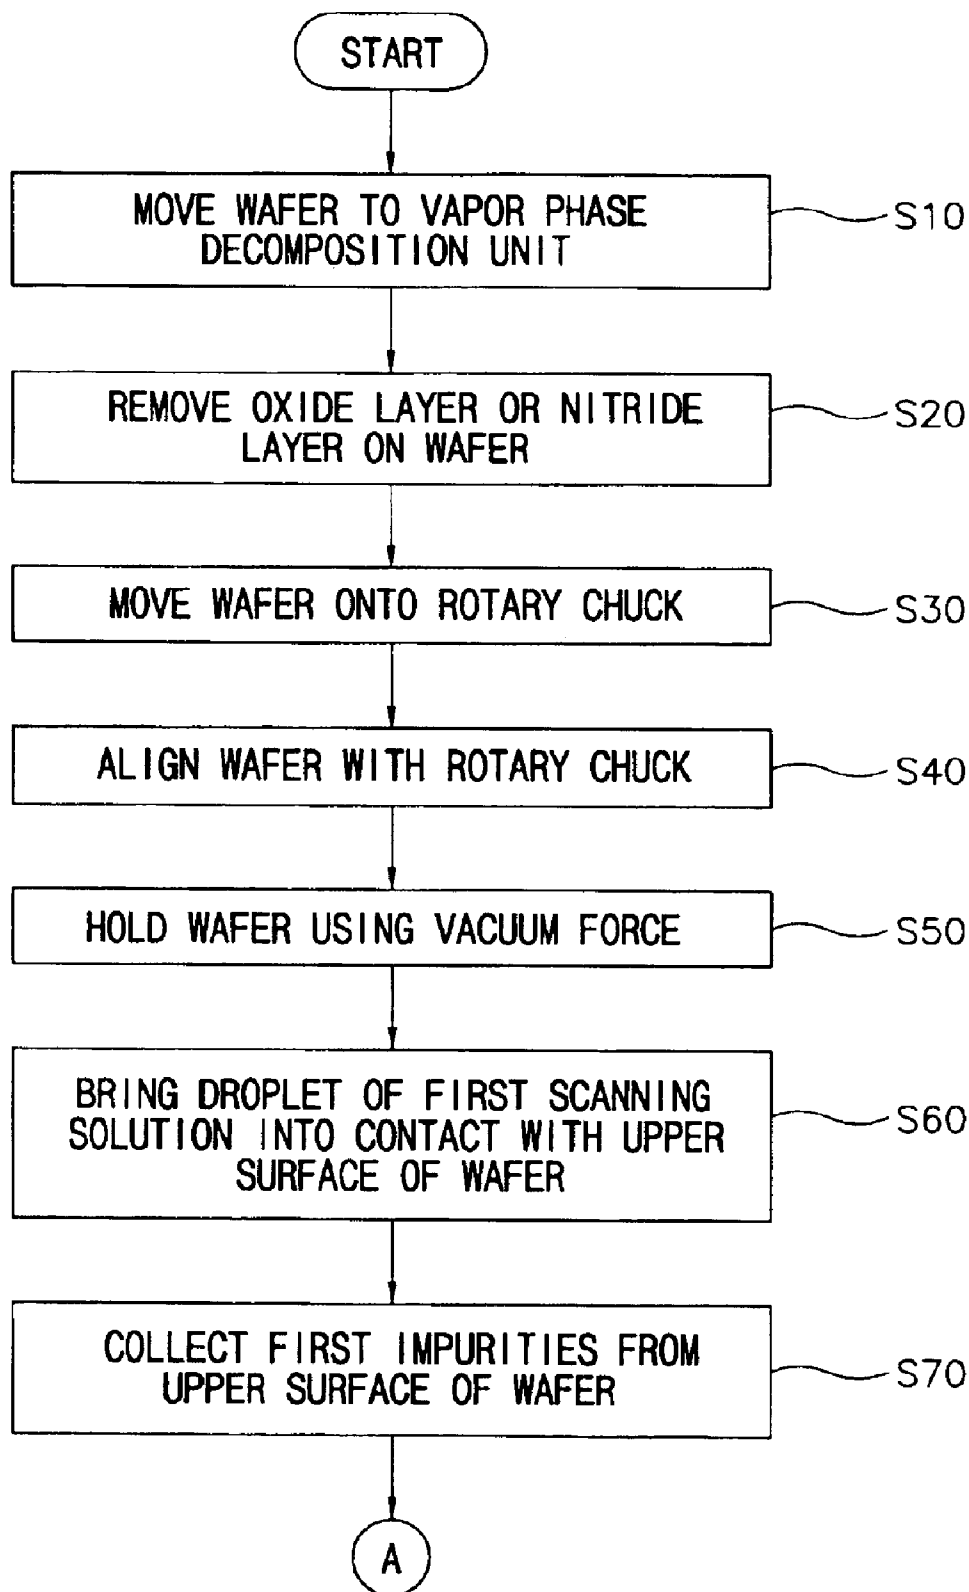 START
MOVE WAFER TO VAPOR PHASE
DECOMPOSITION UNIT
S10
REMOVE OXIDE LAYER OR NITRIDE
LAYER ON WAFER
S20
MOVE WAFER ONTO ROTARY CHUCK
S30
ALIGN WAFER WITH ROTARY CHUCK
S40
HOLD WAFER USING VACUUM FORCE
S50
BRING DROPLET OF FIRST SCANNING
SOLUTION INTO CONTACT WITH UPPER
SURFACE OF WAFER
S60
COLLECT FIRST IMPURITIES FROM
UPPER SURFACE OF WAFER
S70
A